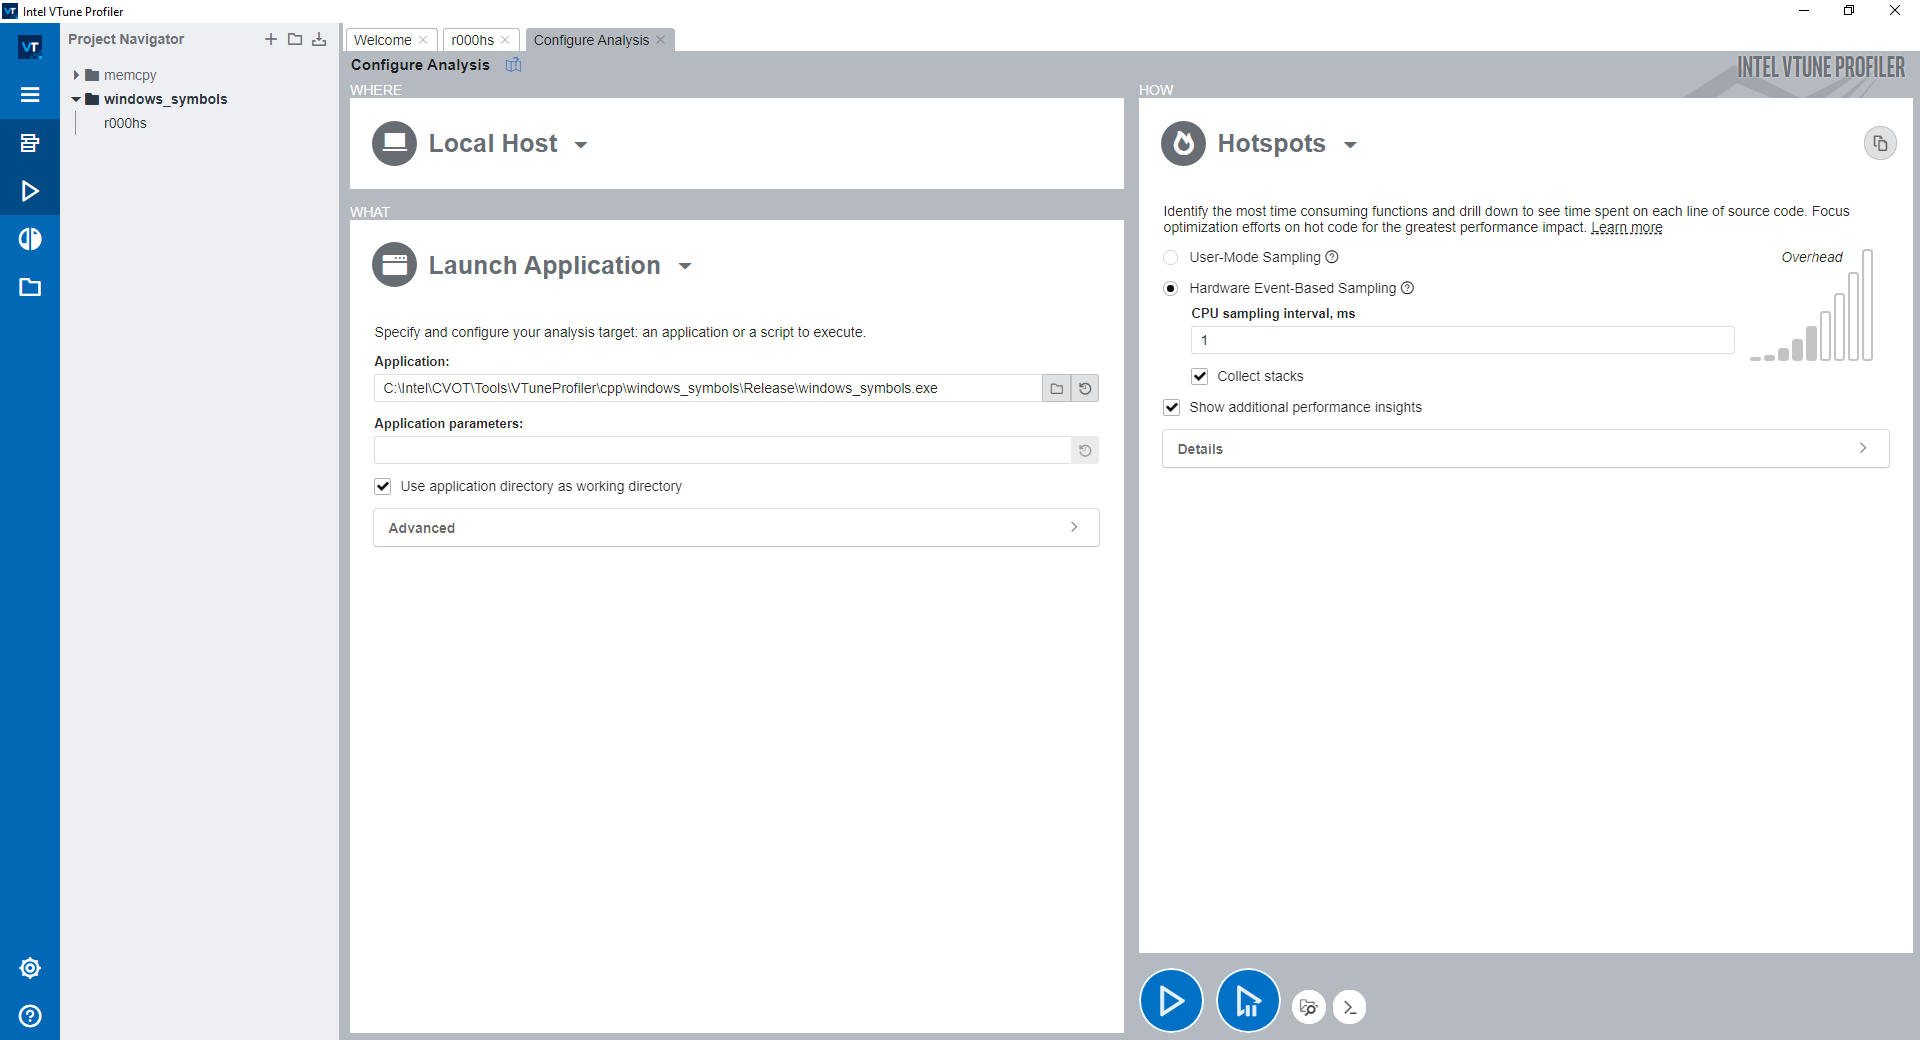 VT Intel VTune Profiler
VT
Project Navigator
memcpy
windows_symbols
r000hs
Welcome
r000hs
Configure Analysis
Configure Analysis
INTEL VTUNE PROFILER
WHERE
Local Host
WHAT
Launch Application
Specify and configure your analysis target: an application or a script to execute.
Application:
C:\Intel\CVOT\Tools\VTuneProfiler\cpp\windows_symbols\Release\windows_symbols.exe
Application parameters:
Use application directory as working directory
Advanced
HOW
Hotspots
Identify the most time consuming functions and drill down to see time spent on each line of source code. Focus
optimization efforts on hot code for the greatest performance impact. Learn more
User-Mode Sampling
Overhead
Hardware Event-Based Sampling
CPU sampling interval, ms
1
Collect stacks
Show additional performance insights
Details